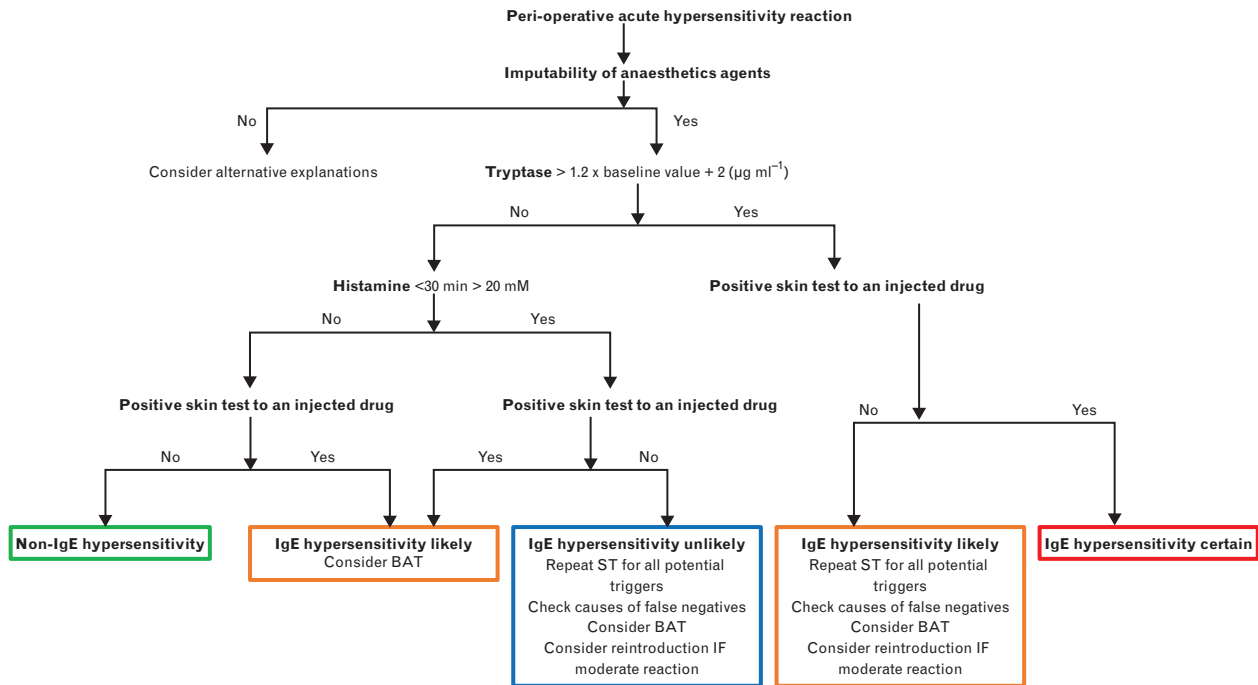 Peri-operative acute hypersensitivity reaction
Imputability of anaesthetics agents
No
Yes
Consider alternative explanations
Tryptase > 1.2 x baseline value + 2 (µg ml⁻¹)
No
Yes
Histamine <30 min > 20 mM
Positive skin test to an injected drug
No
Yes
Positive skin test to an injected drug
Positive skin test to an injected drug
No
Yes
No
Yes
Yes
No
Non-IgE hypersensitivity
IgE hypersensitivity likely
Consider BAT
IgE hypersensitivity unlikely
Repeat ST for all potential
triggers
Check causes of false negatives
Consider BAT
Consider reintroduction IF
moderate reaction
IgE hypersensitivity likely
Repeat ST for all potential
triggers
Check causes of false negatives
Consider BAT
Consider reintroduction IF
moderate reaction
IgE hypersensitivity certain